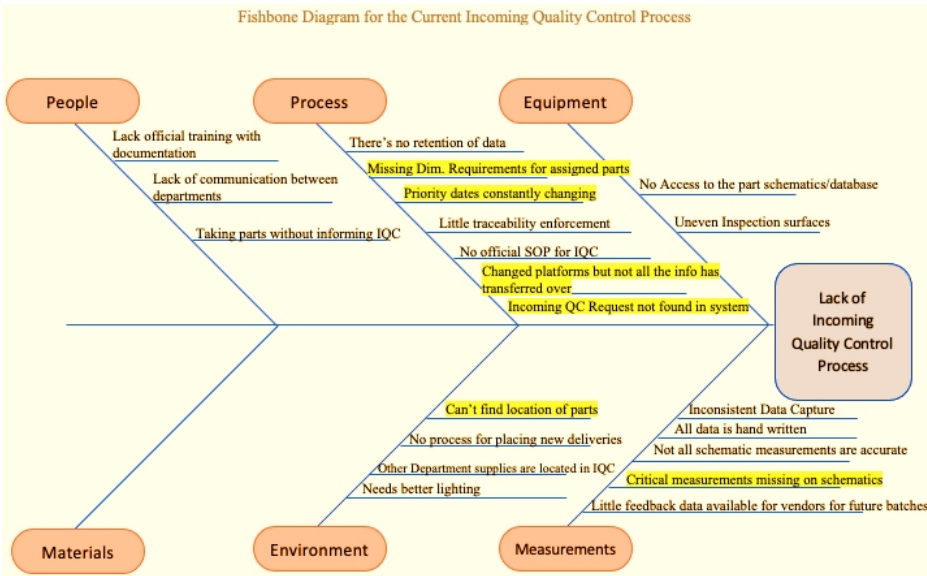 Fishbone Diagram for the Current Incoming Quality Control Process
People
Process
Equipment
Lack official training with
documentation
Lack of communication between
departments
Taking parts without informing IQC
There's no retention of data
Missing Dim. Requirements for assigned parts
Priority dates constantly changing
Little traceability enforcement
No official SOP for IQC
Changed platforms but not all the info has
transferred over
Incoming QC Request not found in system
No Access to the part schematics/database
Uneven Inspection surfaces
Lack of
Incoming
Quality Control
Process
Can't find location of parts
No process for placing new deliveries
Other Department supplies are located in IQC
Needs better lighting
Inconsistent Data Capture
All data is hand written
Not all schematic measurements are accurate
Critical measurements missing on schematics
Little feedback data available for vendors for future batches
Materials
Environment
Measurements